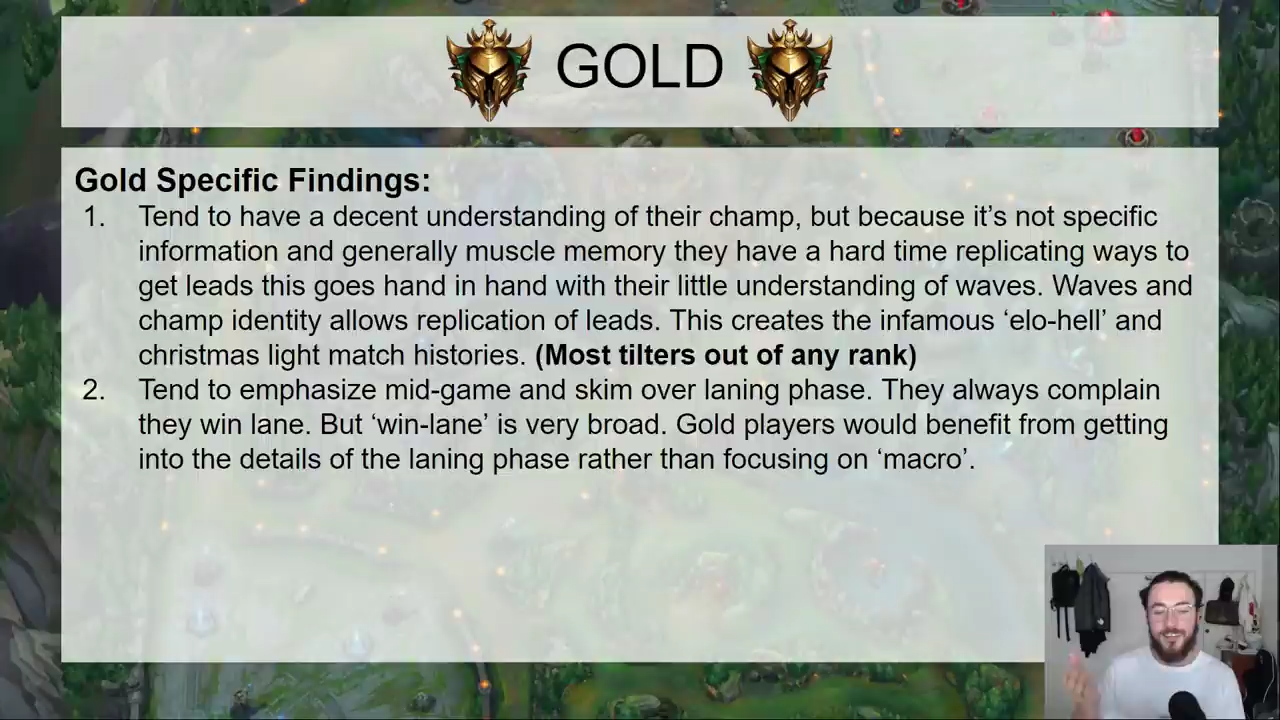 GOLD
Gold Specific Findings:
1. Tend to have a decent understanding of their champ, but because it's not specific
information and generally muscle memory they have a hard time replicating ways to
get leads this goes hand in hand with their little understanding of waves. Waves and
champ identity allows replication of leads. This creates the infamous ‘elo-hell’ and
christmas light match histories. (Most tilters out of any rank)
2. Tend to emphasize mid-game and skim over laning phase. They always complain
they win lane. But ‘win-lane’ is very broad. Gold players would benefit from getting
into the details of the laning phase rather than focusing on ‘macro’.